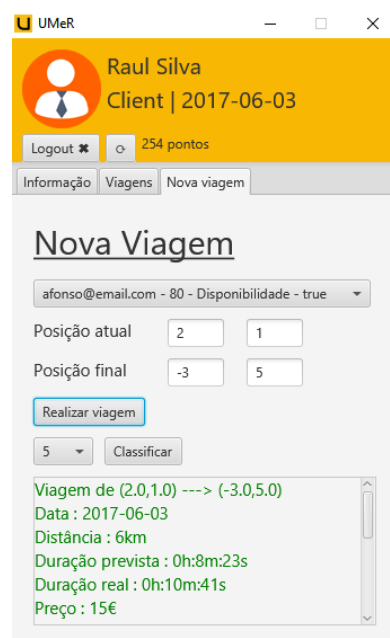 UMeR
Raul Silva
Client | 2017-06-03
Logout ✖ ⟳ 254 pontos
Informação Viagens Nova viagem
Nova Viagem
afonso@email.com - 80 - Disponibilidade - true
Posição atual 2 1
Posição final -3 5
Realizar viagem
5 Classificar
Viagem de (2.0,1.0) ---> (-3.0,5.0)
Data : 2017-06-03
Distância : 6km
Duração prevista : 0h:8m:23s
Duração real : 0h:10m:41s
Preço : 15€